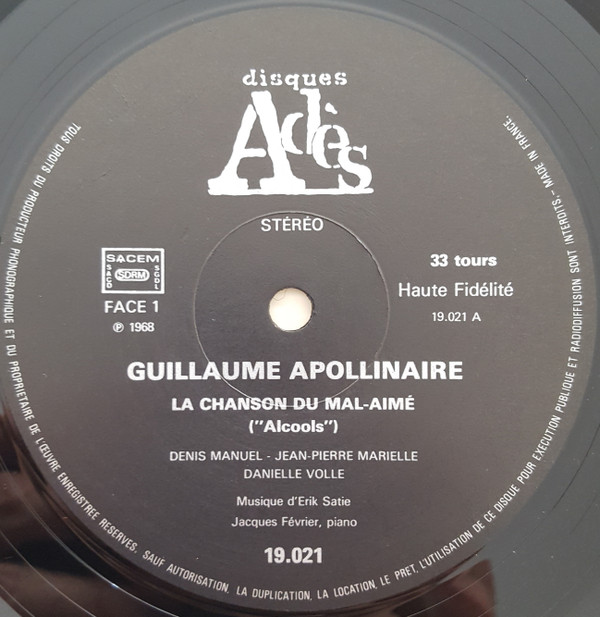 disques
Adès
STÉRÉO
SACEM
SACD
SDRM
SGDL
FACE 1
℗ 1968
33 tours
Haute Fidélité
19.021 A
GUILLAUME APOLLINAIRE
LA CHANSON DU MAL-AIMÉ
(″Alcools″)
DENIS MANUEL - JEAN-PIERRE MARIELLE
DANIELLE VOLLE
Musique d'Erik Satie
Jacques Février, piano
19.021
TOUS DROITS DU PRODUCTEUR PHONOGRAPHIQUE ET DU PROPRIETAIRE DE L'ŒUVRE ENREGISTREE RESERVES, SAUF AUTORISATION, LA DUPLICATION, LA LOCATION, LE PRET, L'UTILISATION DE CE DISQUE POUR EXECUTION PUBLIQUE ET RADIODIFFUSION SONT INTERDITS.- MADE IN FRANCE.